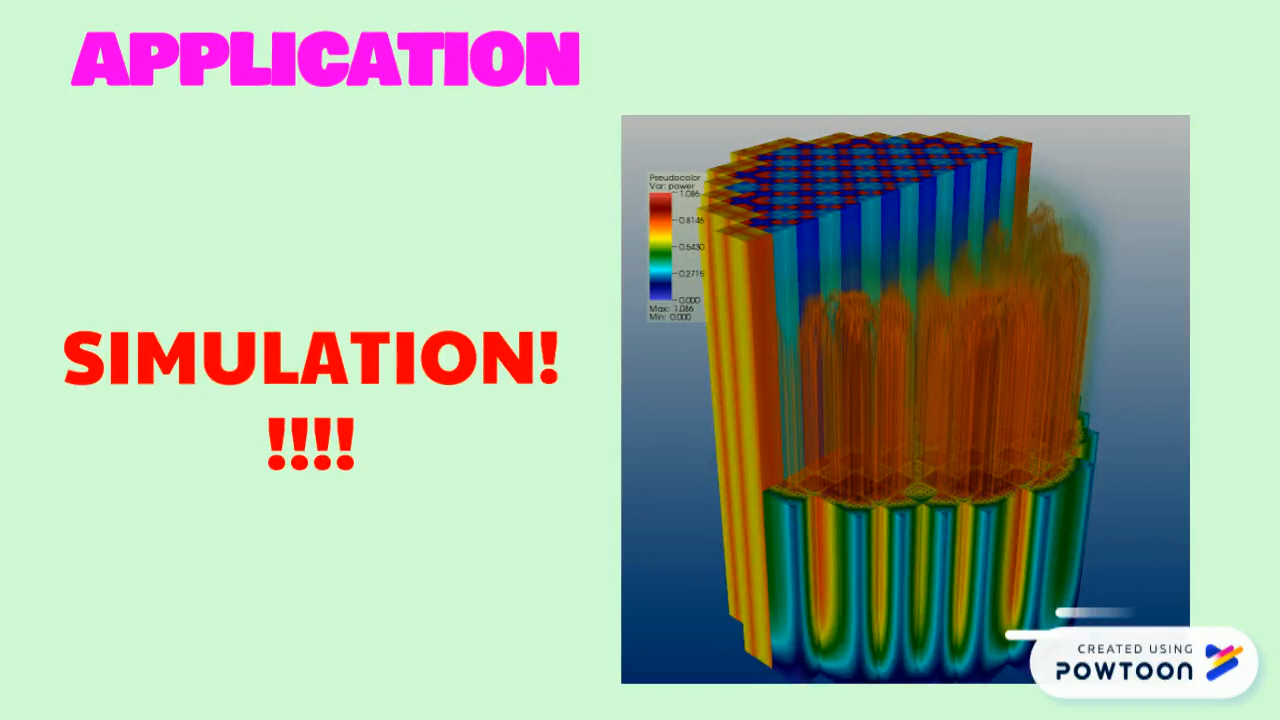 APPLICATION
SIMULATION!
!!!!
Pseudocolor
Var: power
1.086
0.8146
0.5430
0.2715
0.000
Max: 1.086
Min: 0.000
CREATED USING
POWTOON